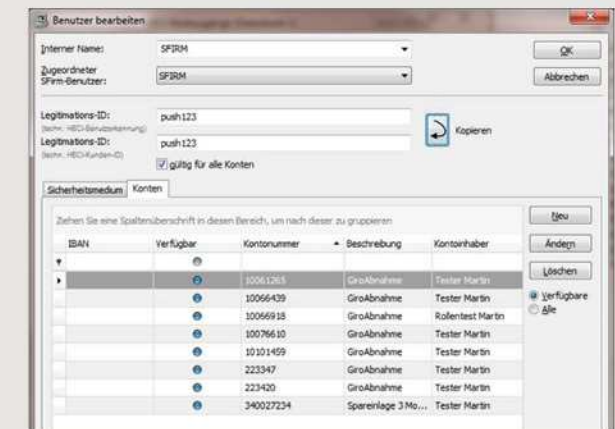 Benutzer bearbeiten
Interner Name: SFIRM OK
Zugeordneter
SFirm-Benutzer: SFIRM Abbrechen
Legitimations-ID: push123
(techn. HBCI-Benutzerkennung) Kopieren
Legitimations-ID: push123
(techn. HBCI-Kunden-ID)
gültig für alle Konten
Sicherheitsmedium Konten
Ziehen Sie eine Spaltenüberschrift in diesen Bereich, um nach dieser zu gruppieren Neu
IBAN Verfügbar Kontonummer Beschreibung Kontoinhaber Ändern
Löschen
10061265 GiroAbnahme Tester Martin Verfügbare
10066439 GiroAbnahme Tester Martin Alle
10066918 GiroAbnahme Rollentest Martin
10076610 GiroAbnahme Tester Martin
10101459 GiroAbnahme Tester Martin
223347 GiroAbnahme Tester Martin
223420 GiroAbnahme Tester Martin
340027234 Spareinlage 3 Mo... Tester Martin